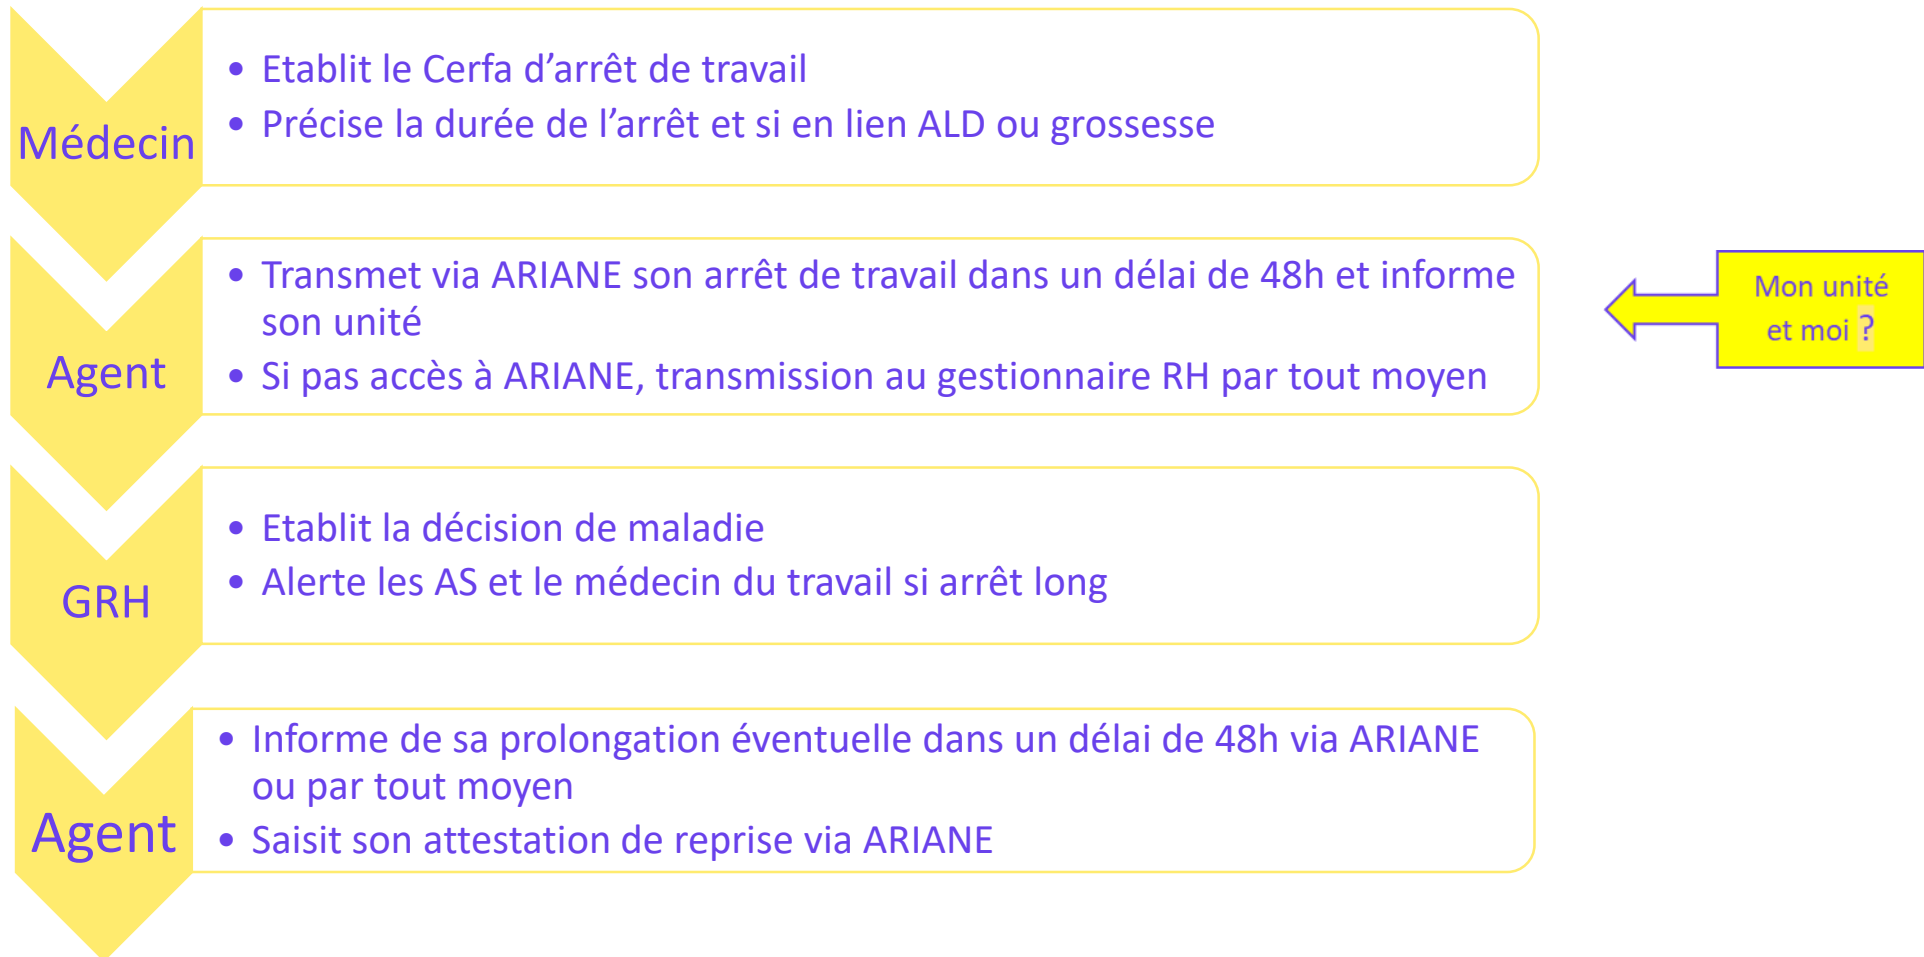 Médecin
• Etablit le Cerfa d’arrêt de travail
• Précise la durée de l’arrêt et si en lien ALD ou grossesse
Agent
• Transmet via ARIANE son arrêt de travail dans un délai de 48h et informe
son unité
• Si pas accès à ARIANE, transmission au gestionnaire RH par tout moyen
Mon unité
et moi ?
GRH
• Etablit la décision de maladie
• Alerte les AS et le médecin du travail si arrêt long
Agent
• Informe de sa prolongation éventuelle dans un délai de 48h via ARIANE
ou par tout moyen
• Saisit son attestation de reprise via ARIANE